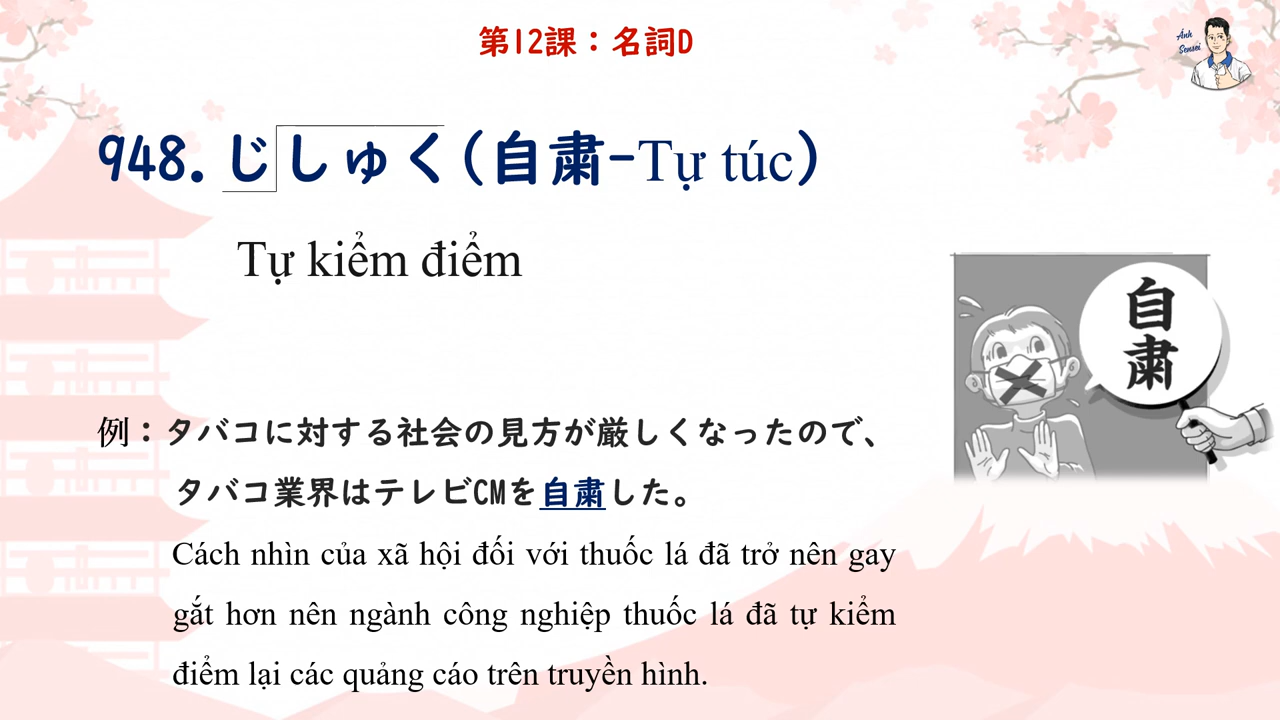 第12課：名詞D
Ánh
Sensei
948. じしゅく(自粛-Tự túc)
Tự kiểm điểm
自
粛
例：タバコに対する社会の見方が厳しくなったので、
タバコ業界はテレビCMを自粛した。
Cách nhìn của xã hội đối với thuốc lá đã trở nên gay
gắt hơn nên ngành công nghiệp thuốc lá đã tự kiểm
điểm lại các quảng cáo trên truyền hình.